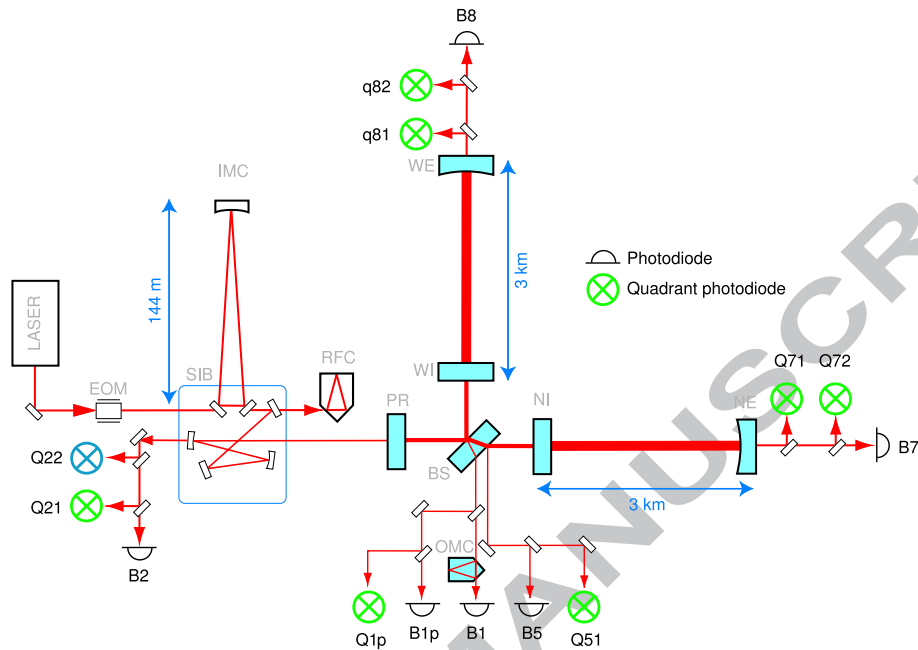 B8
q82
q81
WE
IMC
3 km
144 m
Photodiode
Quadrant photodiode
LASER
EOM
SIB
RFC
WI
PR
NI
NE
Q71
Q72
B7
BS
3 km
Q22
Q21
B2
OMC
Q1p
B1p
B1
B5
Q51
MANUSCR